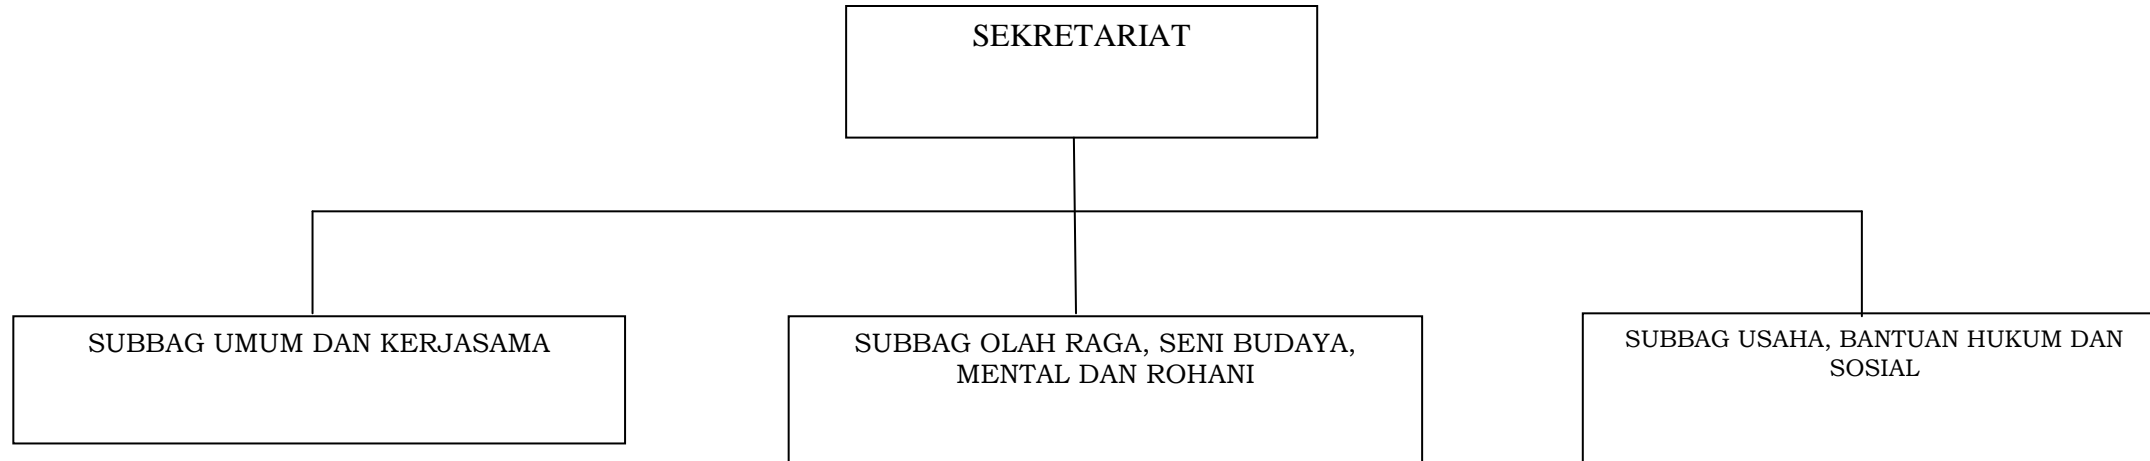 SEKRETARIAT
SUBBAG UMUM DAN KERJASAMA
SUBBAG OLAH RAGA, SENI BUDAYA,
MENTAL DAN ROHANI
SUBBAG USAHA, BANTUAN HUKUM DAN
SOSIAL